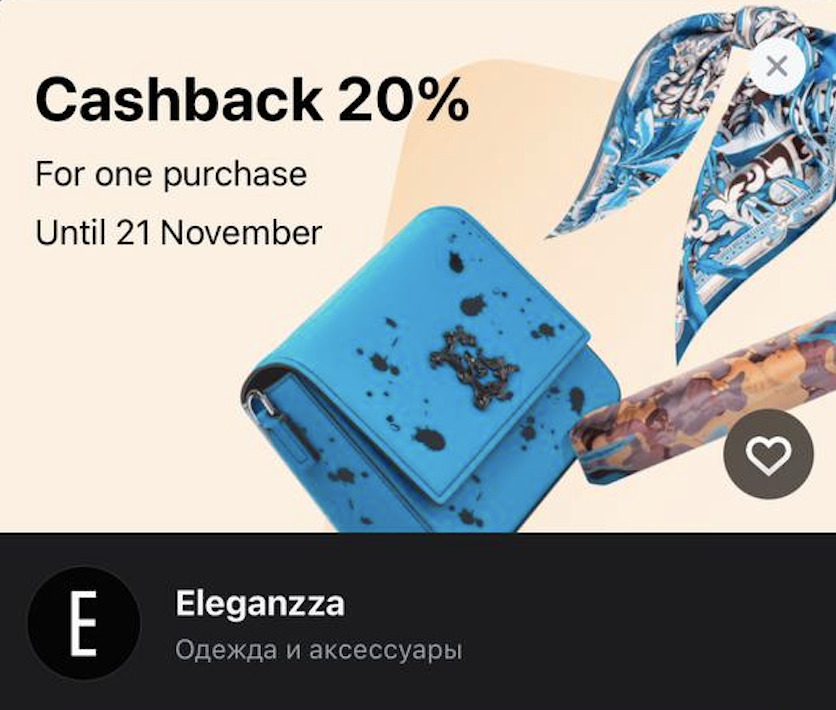 Cashback 20%
For one purchase
Until 21 November
E
Eleganzza
Одежда и аксессуары